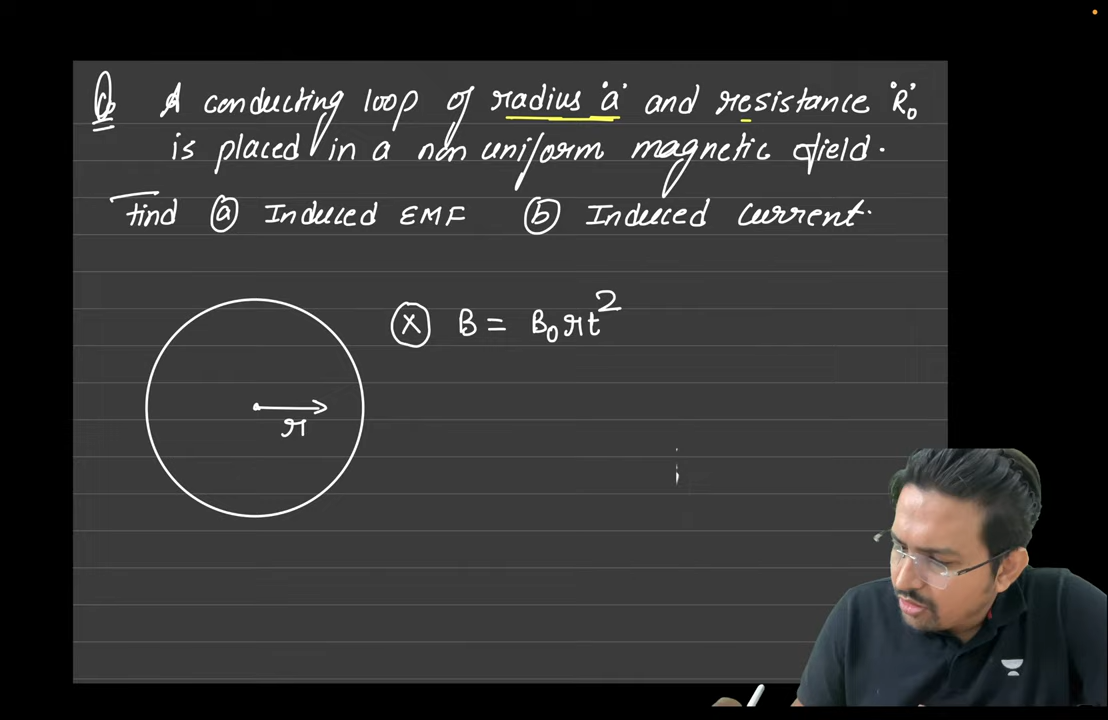 Q A conducting loop of radius 'a' and resistance 'R₀'
is placed in a non uniform magnetic field.
Find ⓐ Induced EMF ⓑ Induced current.
ⓧ B = B₀rt²
r